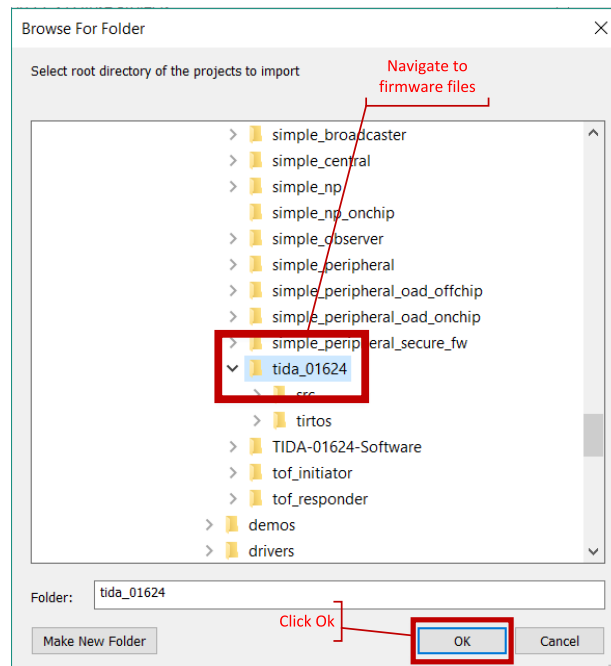 Browse For Folder
Select root directory of the projects to import
Navigate to
firmware files
simple_broadcaster
simple_central
simple_np
simple_np_onchip
simple_observer
simple_peripheral
simple_peripheral_oad_offchip
simple_peripheral_oad_onchip
simple_peripheral_secure_fw
tida_01624
src
tirtos
TIDA-01624-Software
tof_initiator
tof_responder
demos
drivers
Folder: tida_01624
Click Ok
Make New Folder OK Cancel